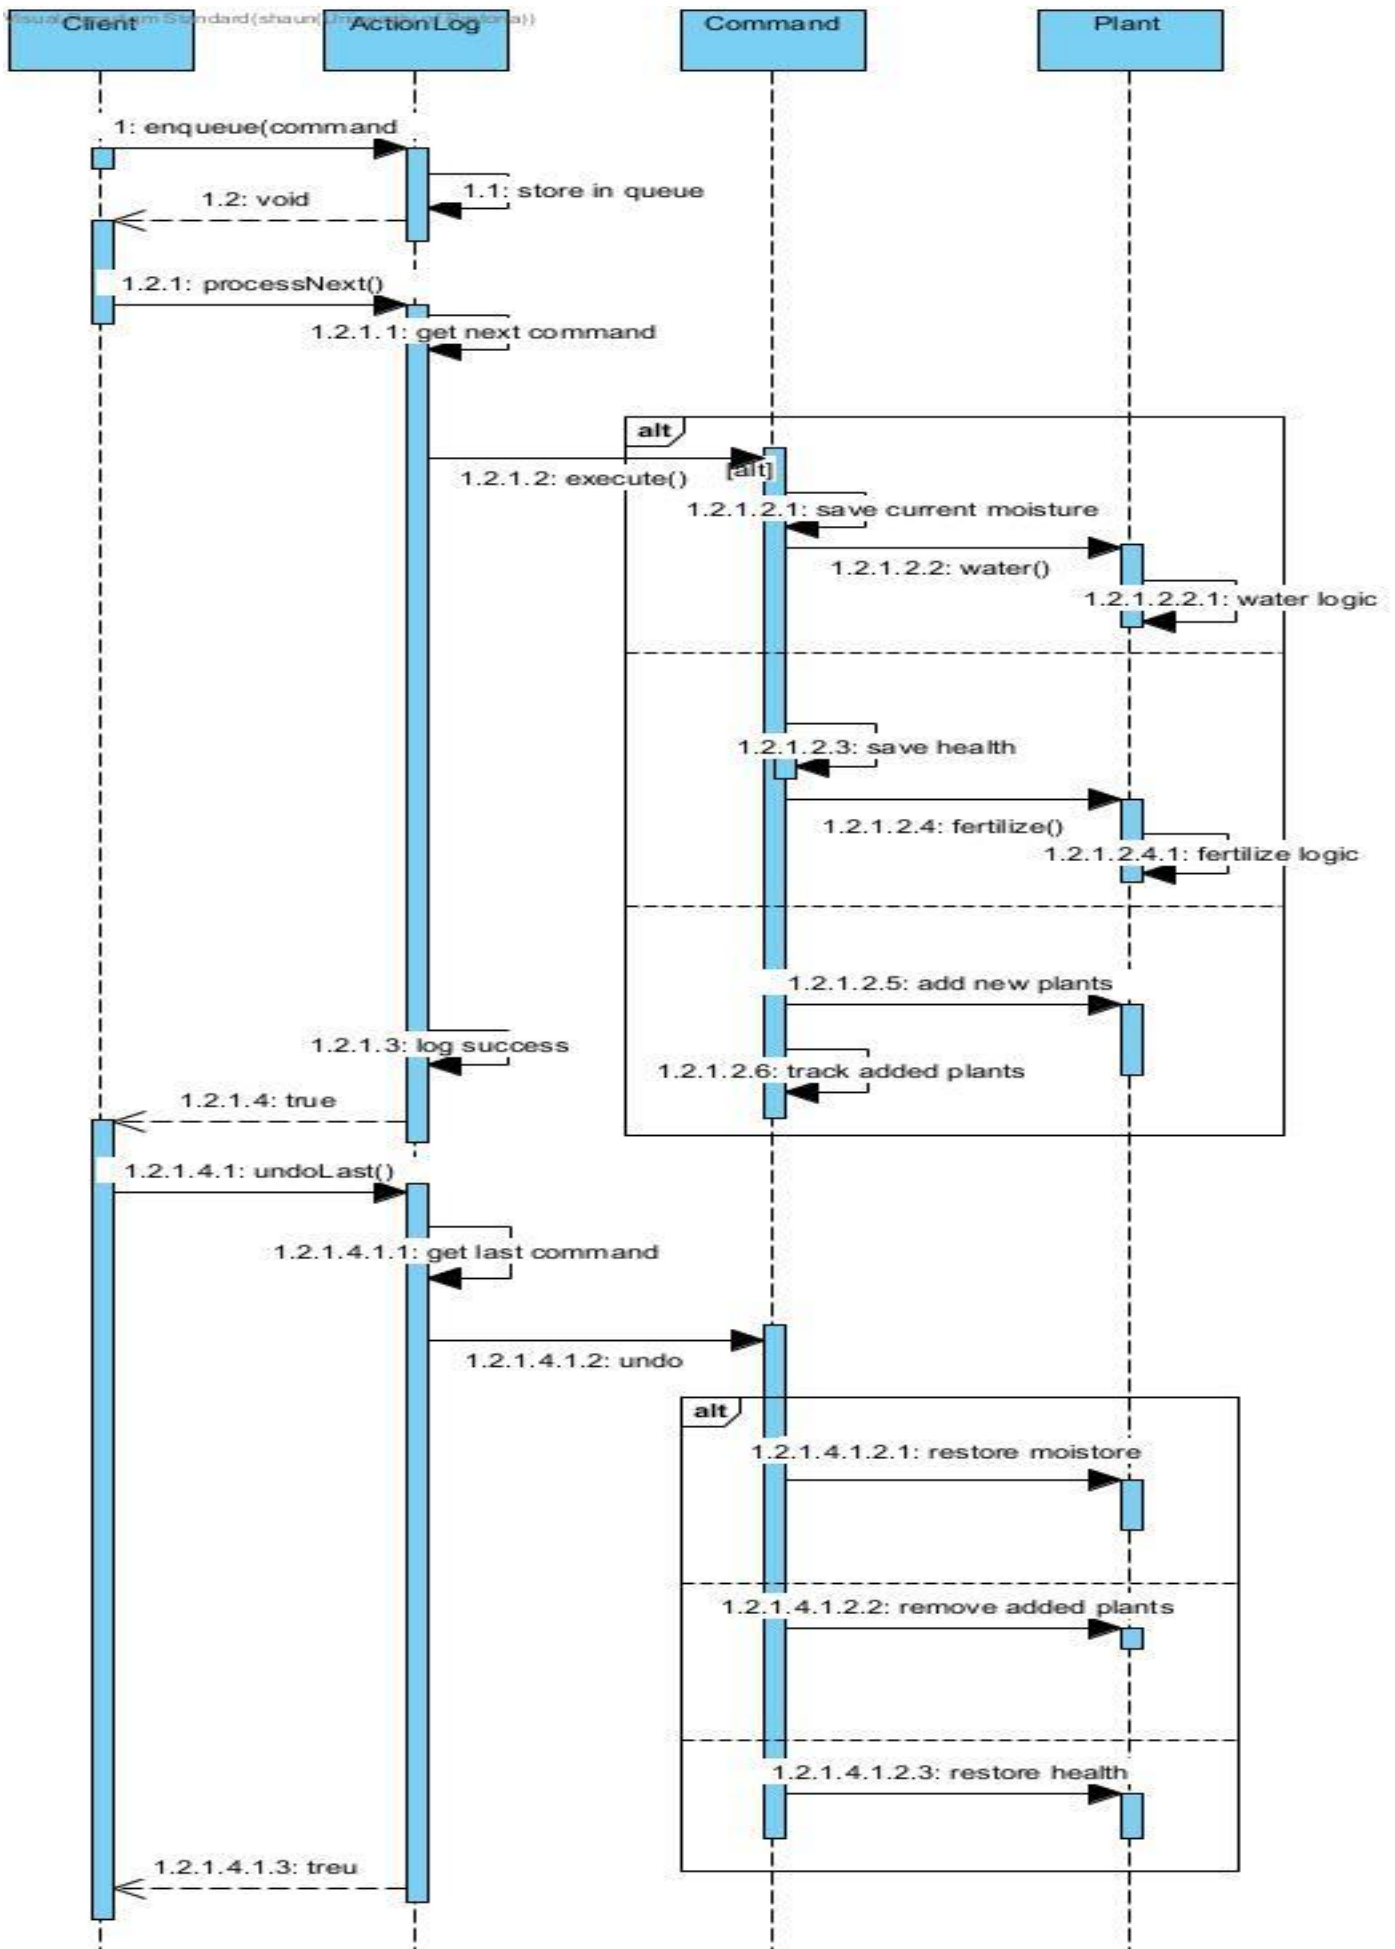 Visual Paradigm Standard(shaun(University of Pretoria))
Client
ActionLog
Command
Plant
1: enqueue(command
1.1: store in queue
1.2: void
1.2.1: processNext()
1.2.1.1: get next command
alt
[alt]
1.2.1.2: execute()
1.2.1.2.1: save current moisture
1.2.1.2.2: water()
1.2.1.2.2.1: water logic
1.2.1.2.3: save health
1.2.1.2.4: fertilize()
1.2.1.2.4.1: fertilize logic
1.2.1.2.5: add new plants
1.2.1.3: log success
1.2.1.2.6: track added plants
1.2.1.4: true
1.2.1.4.1: undoLast()
1.2.1.4.1.1: get last command
1.2.1.4.1.2: undo
alt
1.2.1.4.1.2.1: restore moistore
1.2.1.4.1.2.2: remove added plants
1.2.1.4.1.2.3: restore health
1.2.1.4.1.3: treu